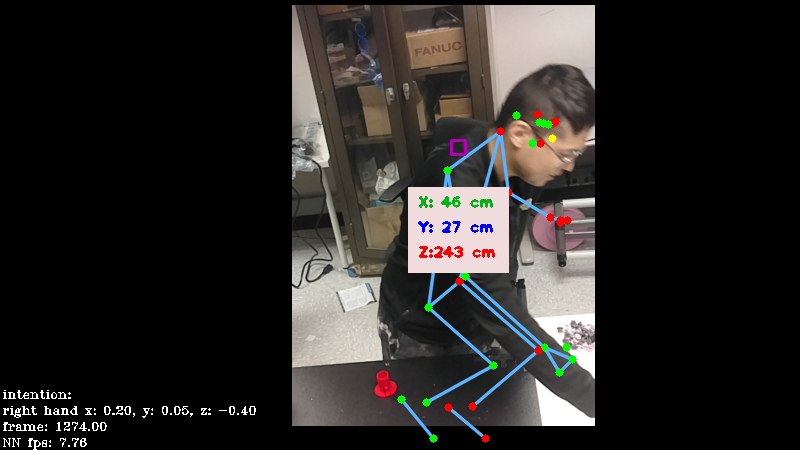 FANUC
X: 46 cm
Y: 27 cm
Z:243 cm
intention:
right hand x: 0.20, y: 0.05, z: -0.40
frame: 1274.00
NN fps: 7.76